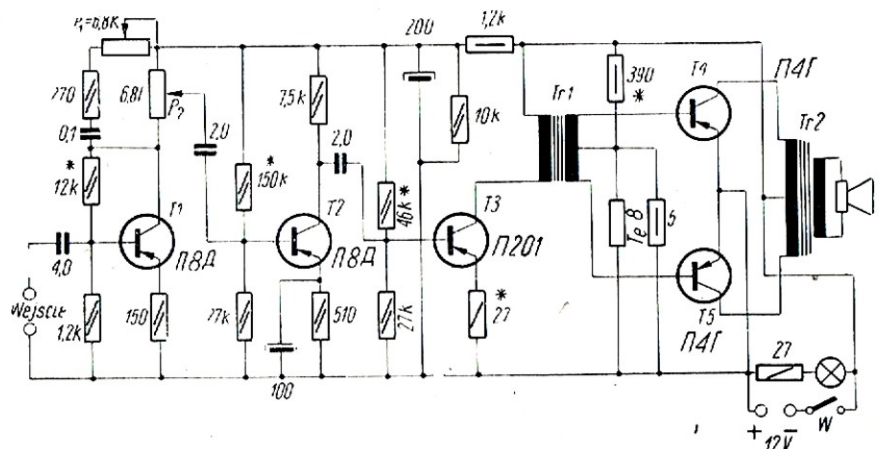 P₁=6,8k
200
1,2k
270
6,8k
P₂
7,5k
10k
Tr1
390
*
T4
П4Г
Tr2
0,1
2,0
2,0
*
12k
*
150k
46k*
T1
T2
T3
4,0
П8Д
П8Д
П201
Te 8
5
Wejście
1,2k
150
27k
510
27k
*
27
T5
П4Г
100
27
+
12V
-
W